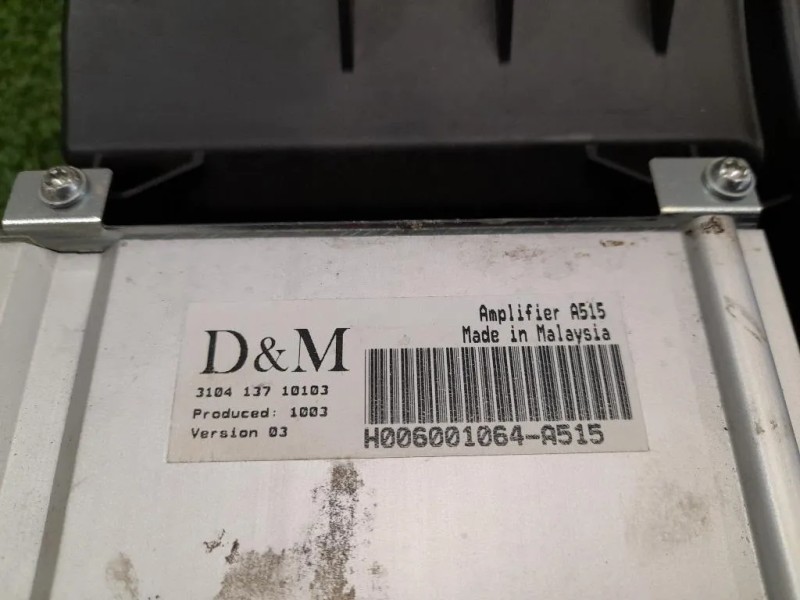 D&M
3104 137 10103
Produced: 1003
Version 03
Amplifier A515
Made in Malaysia
H006001064-A515